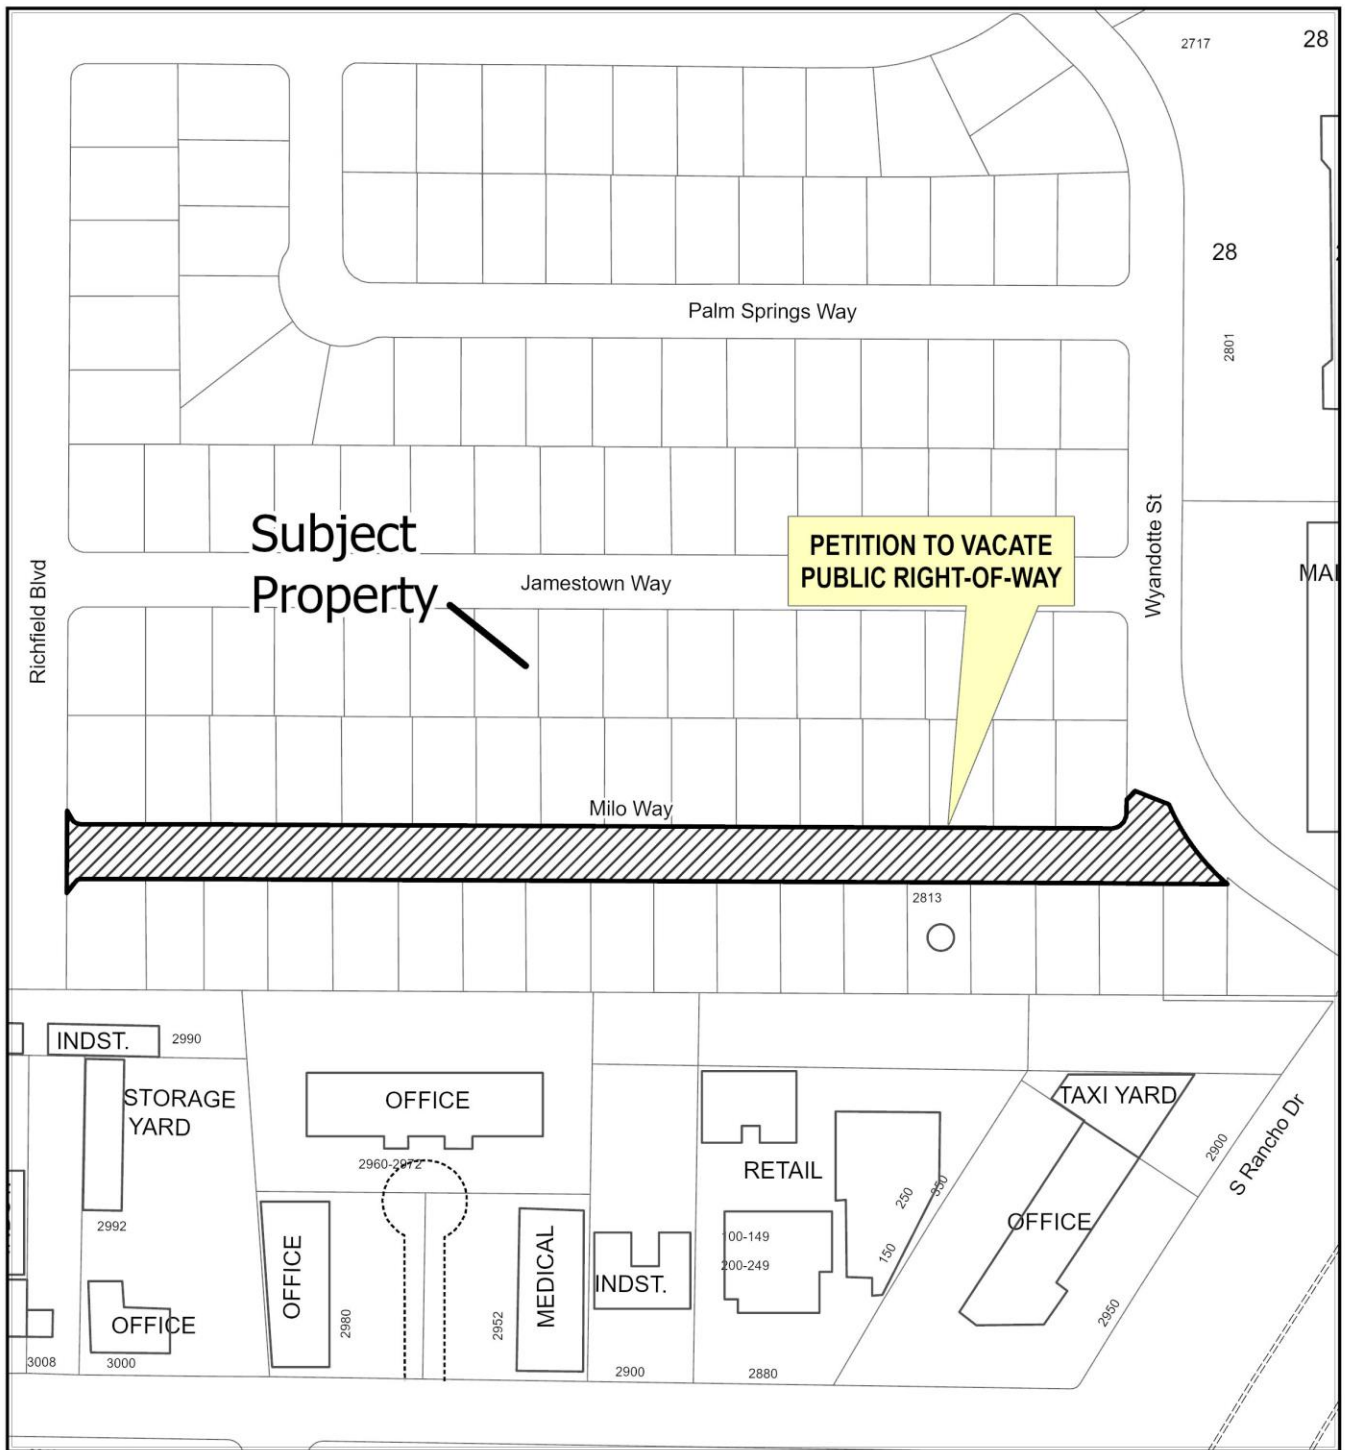 2717
28
28
Palm Springs Way
2801
Subject
Property
PETITION TO VACATE
PUBLIC RIGHT-OF-WAY
Wyandotte St
MAI
Richfield Blvd
Jamestown Way
Milo Way
2813
INDST.
2990
STORAGE
YARD
OFFICE
2960-2972
TAXI YARD
2900
S Rancho Dr
RETAIL
250
350
150
OFFICE
2992
OFFICE
2980
MEDICAL
2952
INDST.
00-149
200-249
2950
OFFICE
3008
3000
2900
2880